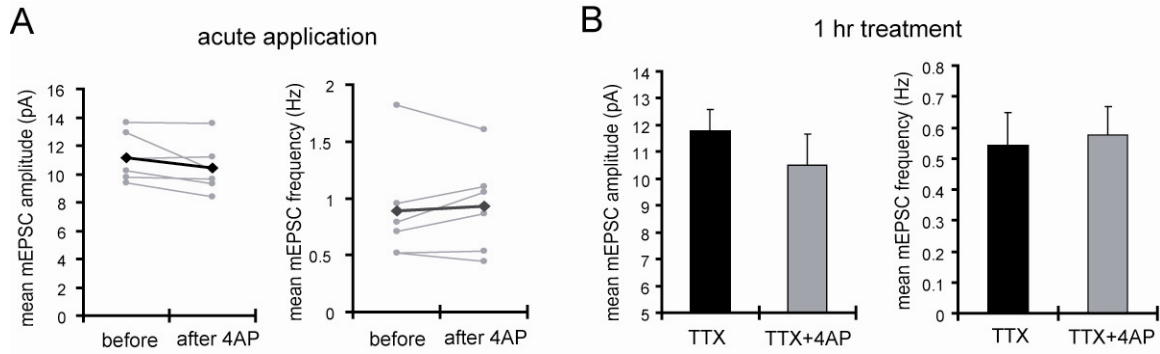 A
acute application
mean mEPSC amplitude (pA)
16
14
12
10
8
6
4
2
0
before after 4AP
mean mEPSC frequency (Hz)
2
1.5
1
0.5
0
before after 4AP
B
1 hr treatment
mean mEPSC amplitude (pA)
14
13
12
11
10
9
8
7
6
5
TTX TTX+4AP
mean mEPSC frequency (Hz)
0.8
0.7
0.6
0.5
0.4
0.3
0.2
0.1
0
TTX TTX+4AP